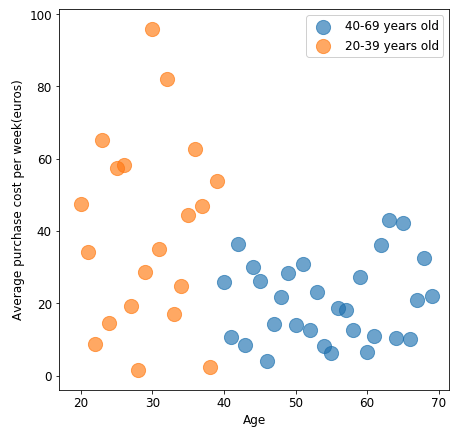 40-69 years old
20-39 years old
100
80
60
40
20
0
Average purchase cost per week(euros)
20 30 40 50 60 70
Age